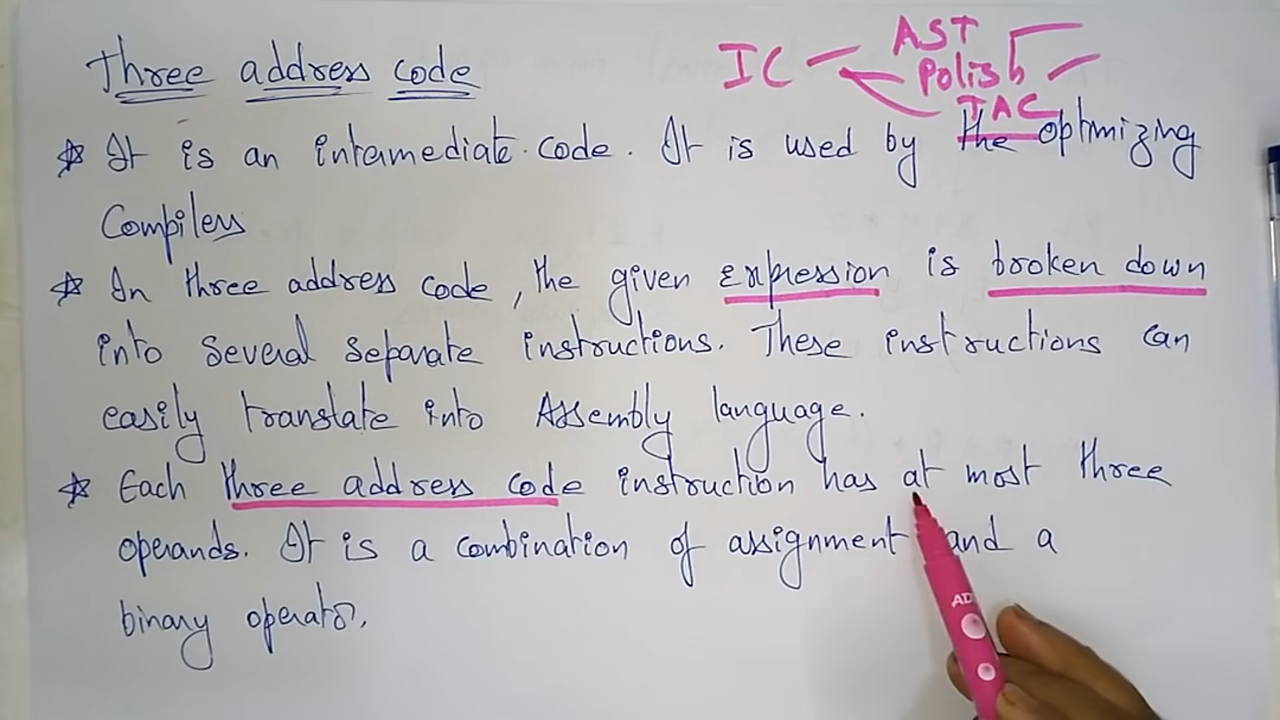 Three address code
IC AST
Polish
TAC
☆ It is an intermediate code. It is used by the optimizing
Compilers
☆ In three address code, the given expression is broken down
into several separate instructions. These instructions can
easily translate into Assembly language.
☆ Each three address code instruction has at most three
operands. It is a combination of assignment and a
binary operator.
AD